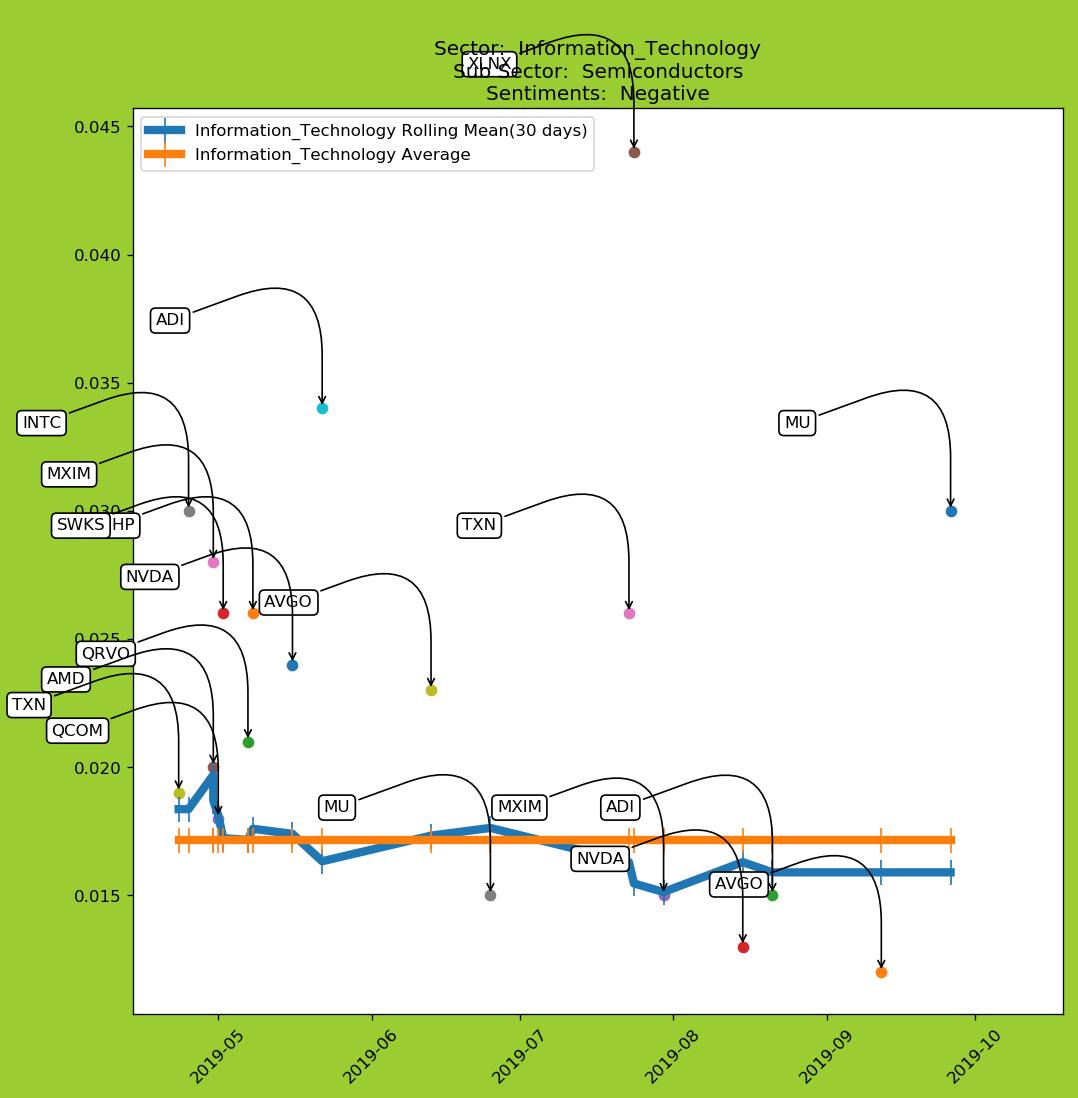 Sector:  Information_Technology
XLNX
Sub Sector:  Semiconductors
Sentiments:  Negative
Information_Technology Rolling Mean(30 days)
Information_Technology Average
0.045
0.040
0.035
0.030
0.025
0.020
0.015
ADI
INTC
MU
MXIM
SWKS
HP
TXN
NVDA
AVGO
QRVO
AMD
TXN
QCOM
MU
MXIM
ADI
NVDA
AVGO
2019-05
2019-06
2019-07
2019-08
2019-09
2019-10